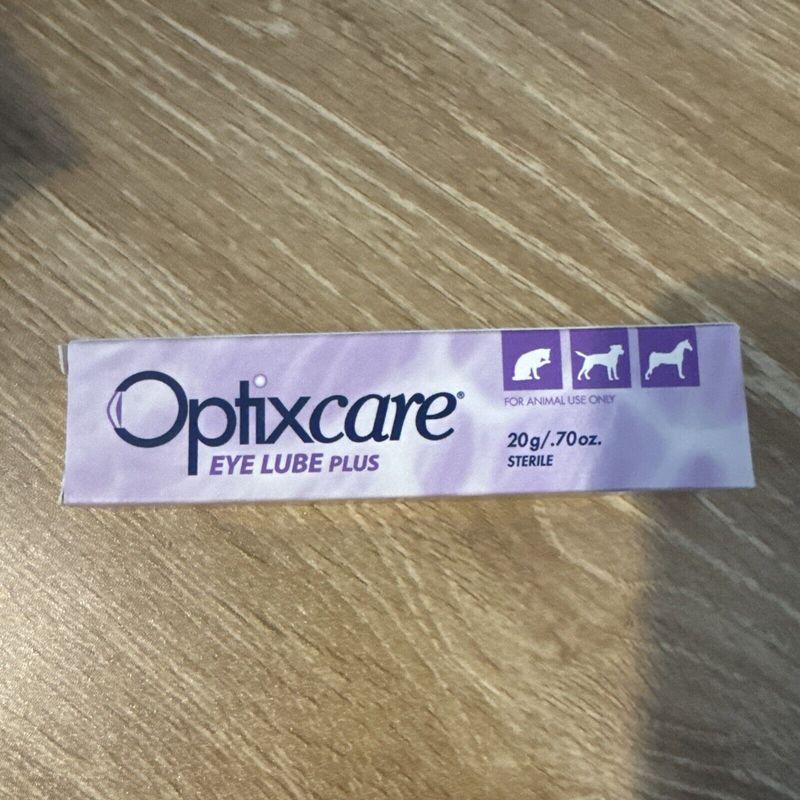 Optixcare®
EYE LUBE PLUS
FOR ANIMAL USE ONLY
20g/.70oz.
STERILE